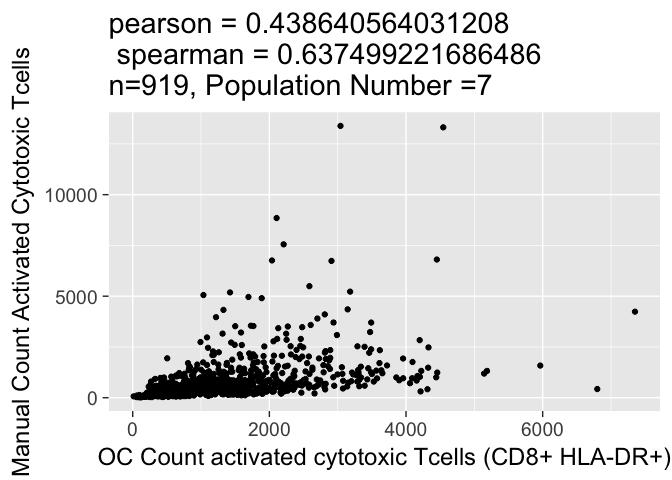 pearson = 0.438640564031208
spearman = 0.637499221686486
n=919, Population Number =7
Manual Count Activated Cytotoxic Tcells
10000
5000
0
0 2000 4000 6000
OC Count activated cytotoxic Tcells (CD8+ HLA-DR+)